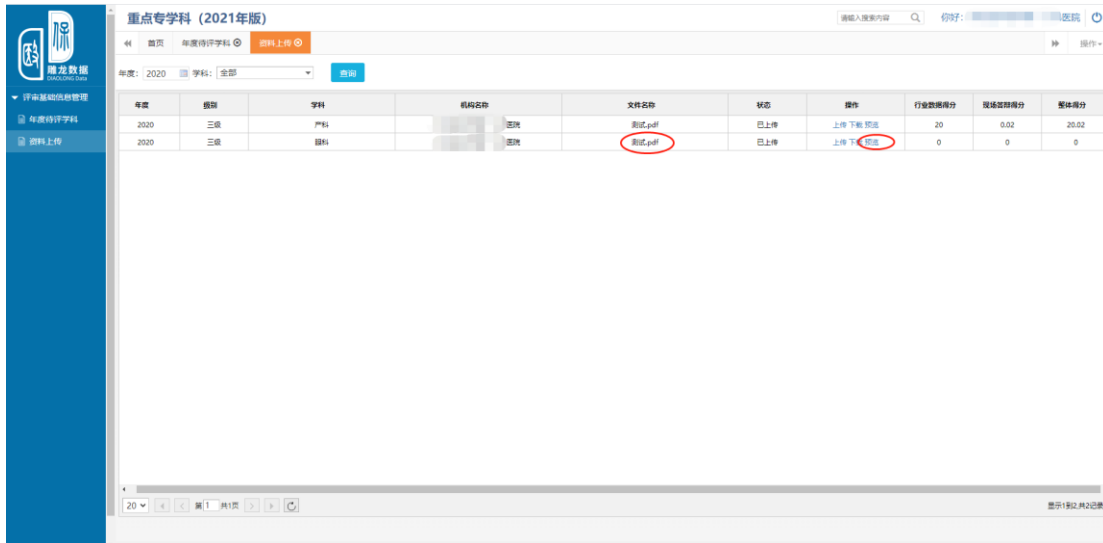 医保
雕龙数据
DIAOLONG Data
重点专学科（2021年版）
请输入搜索内容 你好： 医院
首页 年度待评学科 资料上传 操作
年度： 2020 学科： 全部 查询
评审基础信息管理
年度待评学科
资料上传
年度 级别 学科 机构名称 文件名称 状态 操作 行业数据得分 现场答辩得分 整体得分
2020 三级 产科 医院 测试.pdf 已上传 上传 下载 预览 20 0.02 20.02
2020 三级 眼科 医院 测试.pdf 已上传 上传 下载 预览 0 0 0
20 第 1 共1页 显示1到2,共2记录